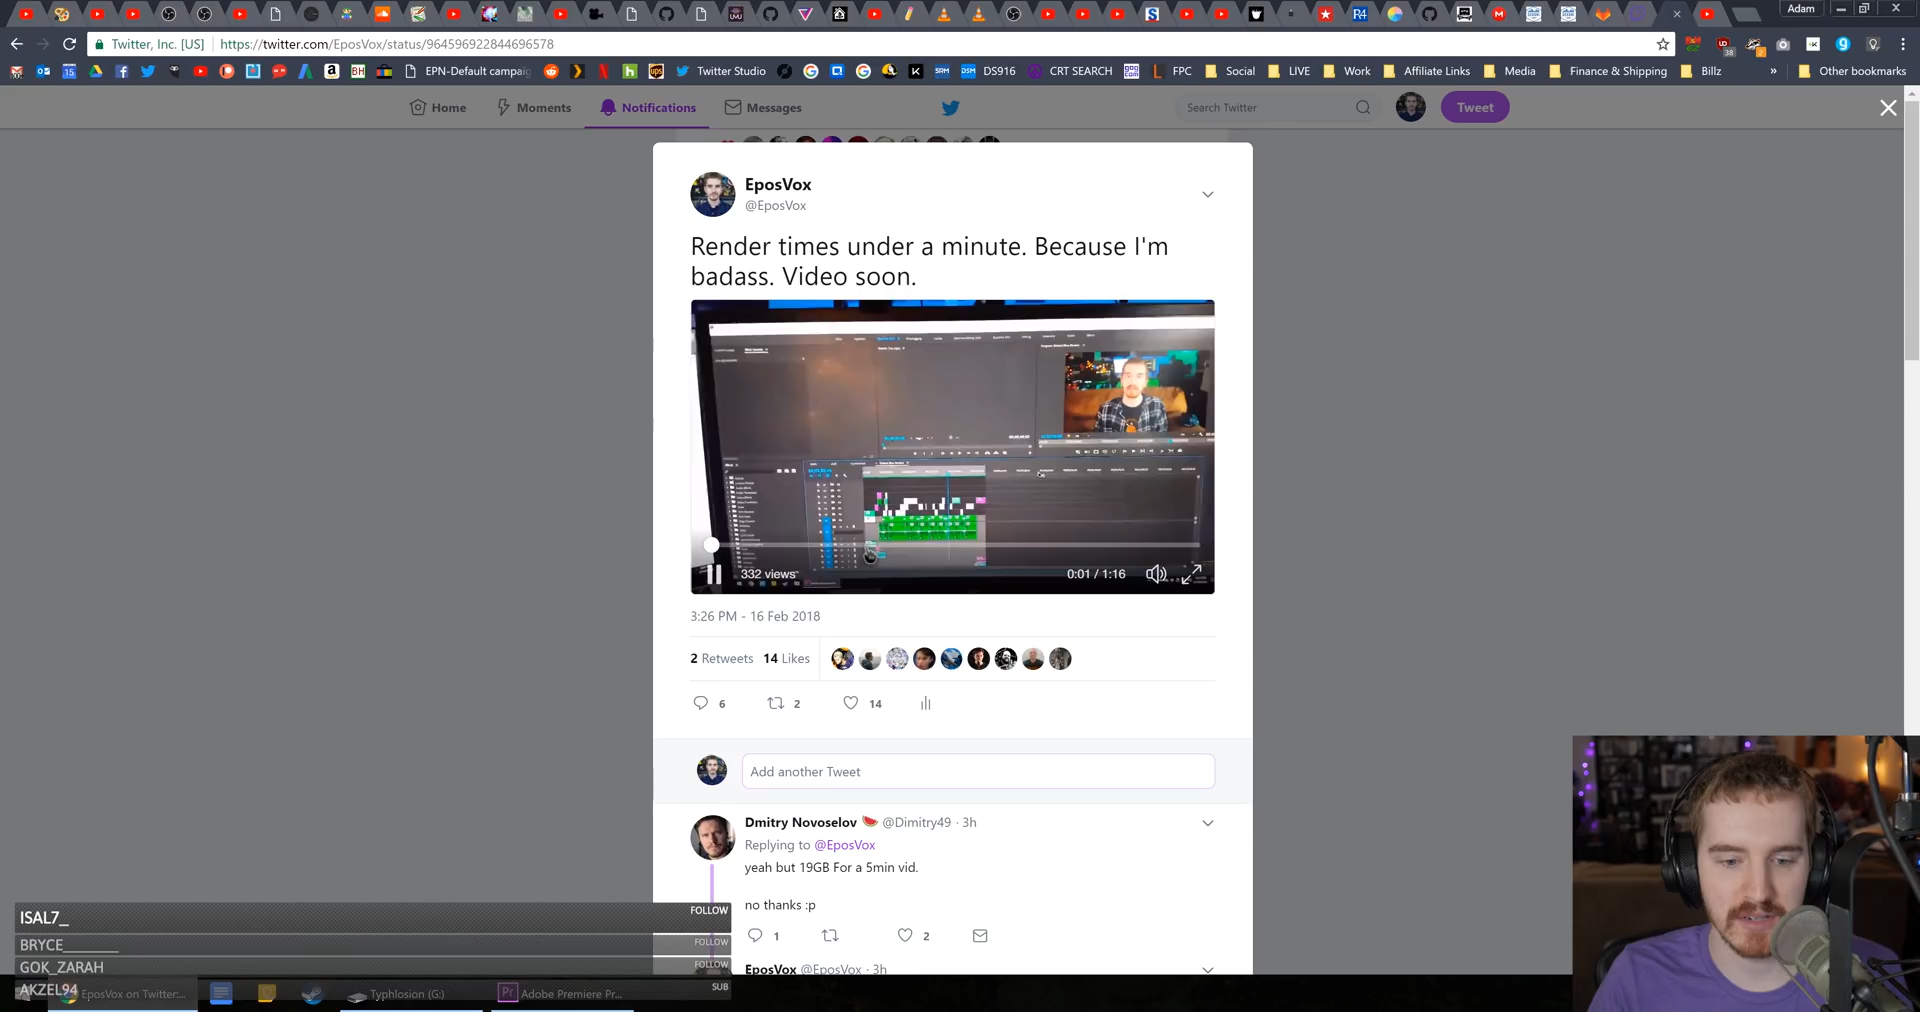 Adam
Twitter, Inc. [US]
https://twitter.com/EposVox/status/964596922844696578
EPN-Default campaig
Twitter Studio
DS916
CRT SEARCH
FPC
Social
LIVE
Work
Affiliate Links
Media
Finance & Shipping
Billz
»
Other bookmarks
Home
Moments
Notifications
Messages
Search Twitter
Tweet
EposVox
@EposVox
Render times under a minute. Because I'm
badass. Video soon.
332 views
0:01 / 1:16
3:26 PM - 16 Feb 2018
2 Retweets 14 Likes
6
2
14
Add another Tweet
Dmitry Novoselov 🍉 @Dimitry49 · 3h
Replying to @EposVox
yeah but 19GB For a 5min vid.
no thanks :p
1
2
EposVox @EposVox · 3h
ISAL7_ FOLLOW
BRYCE_______ FOLLOW
GOK_ZARAH FOLLOW
AKZEL94 SUB
EposVox on Twitter:...
Typhlosion (G:)
Pr Adobe Premiere Pr...